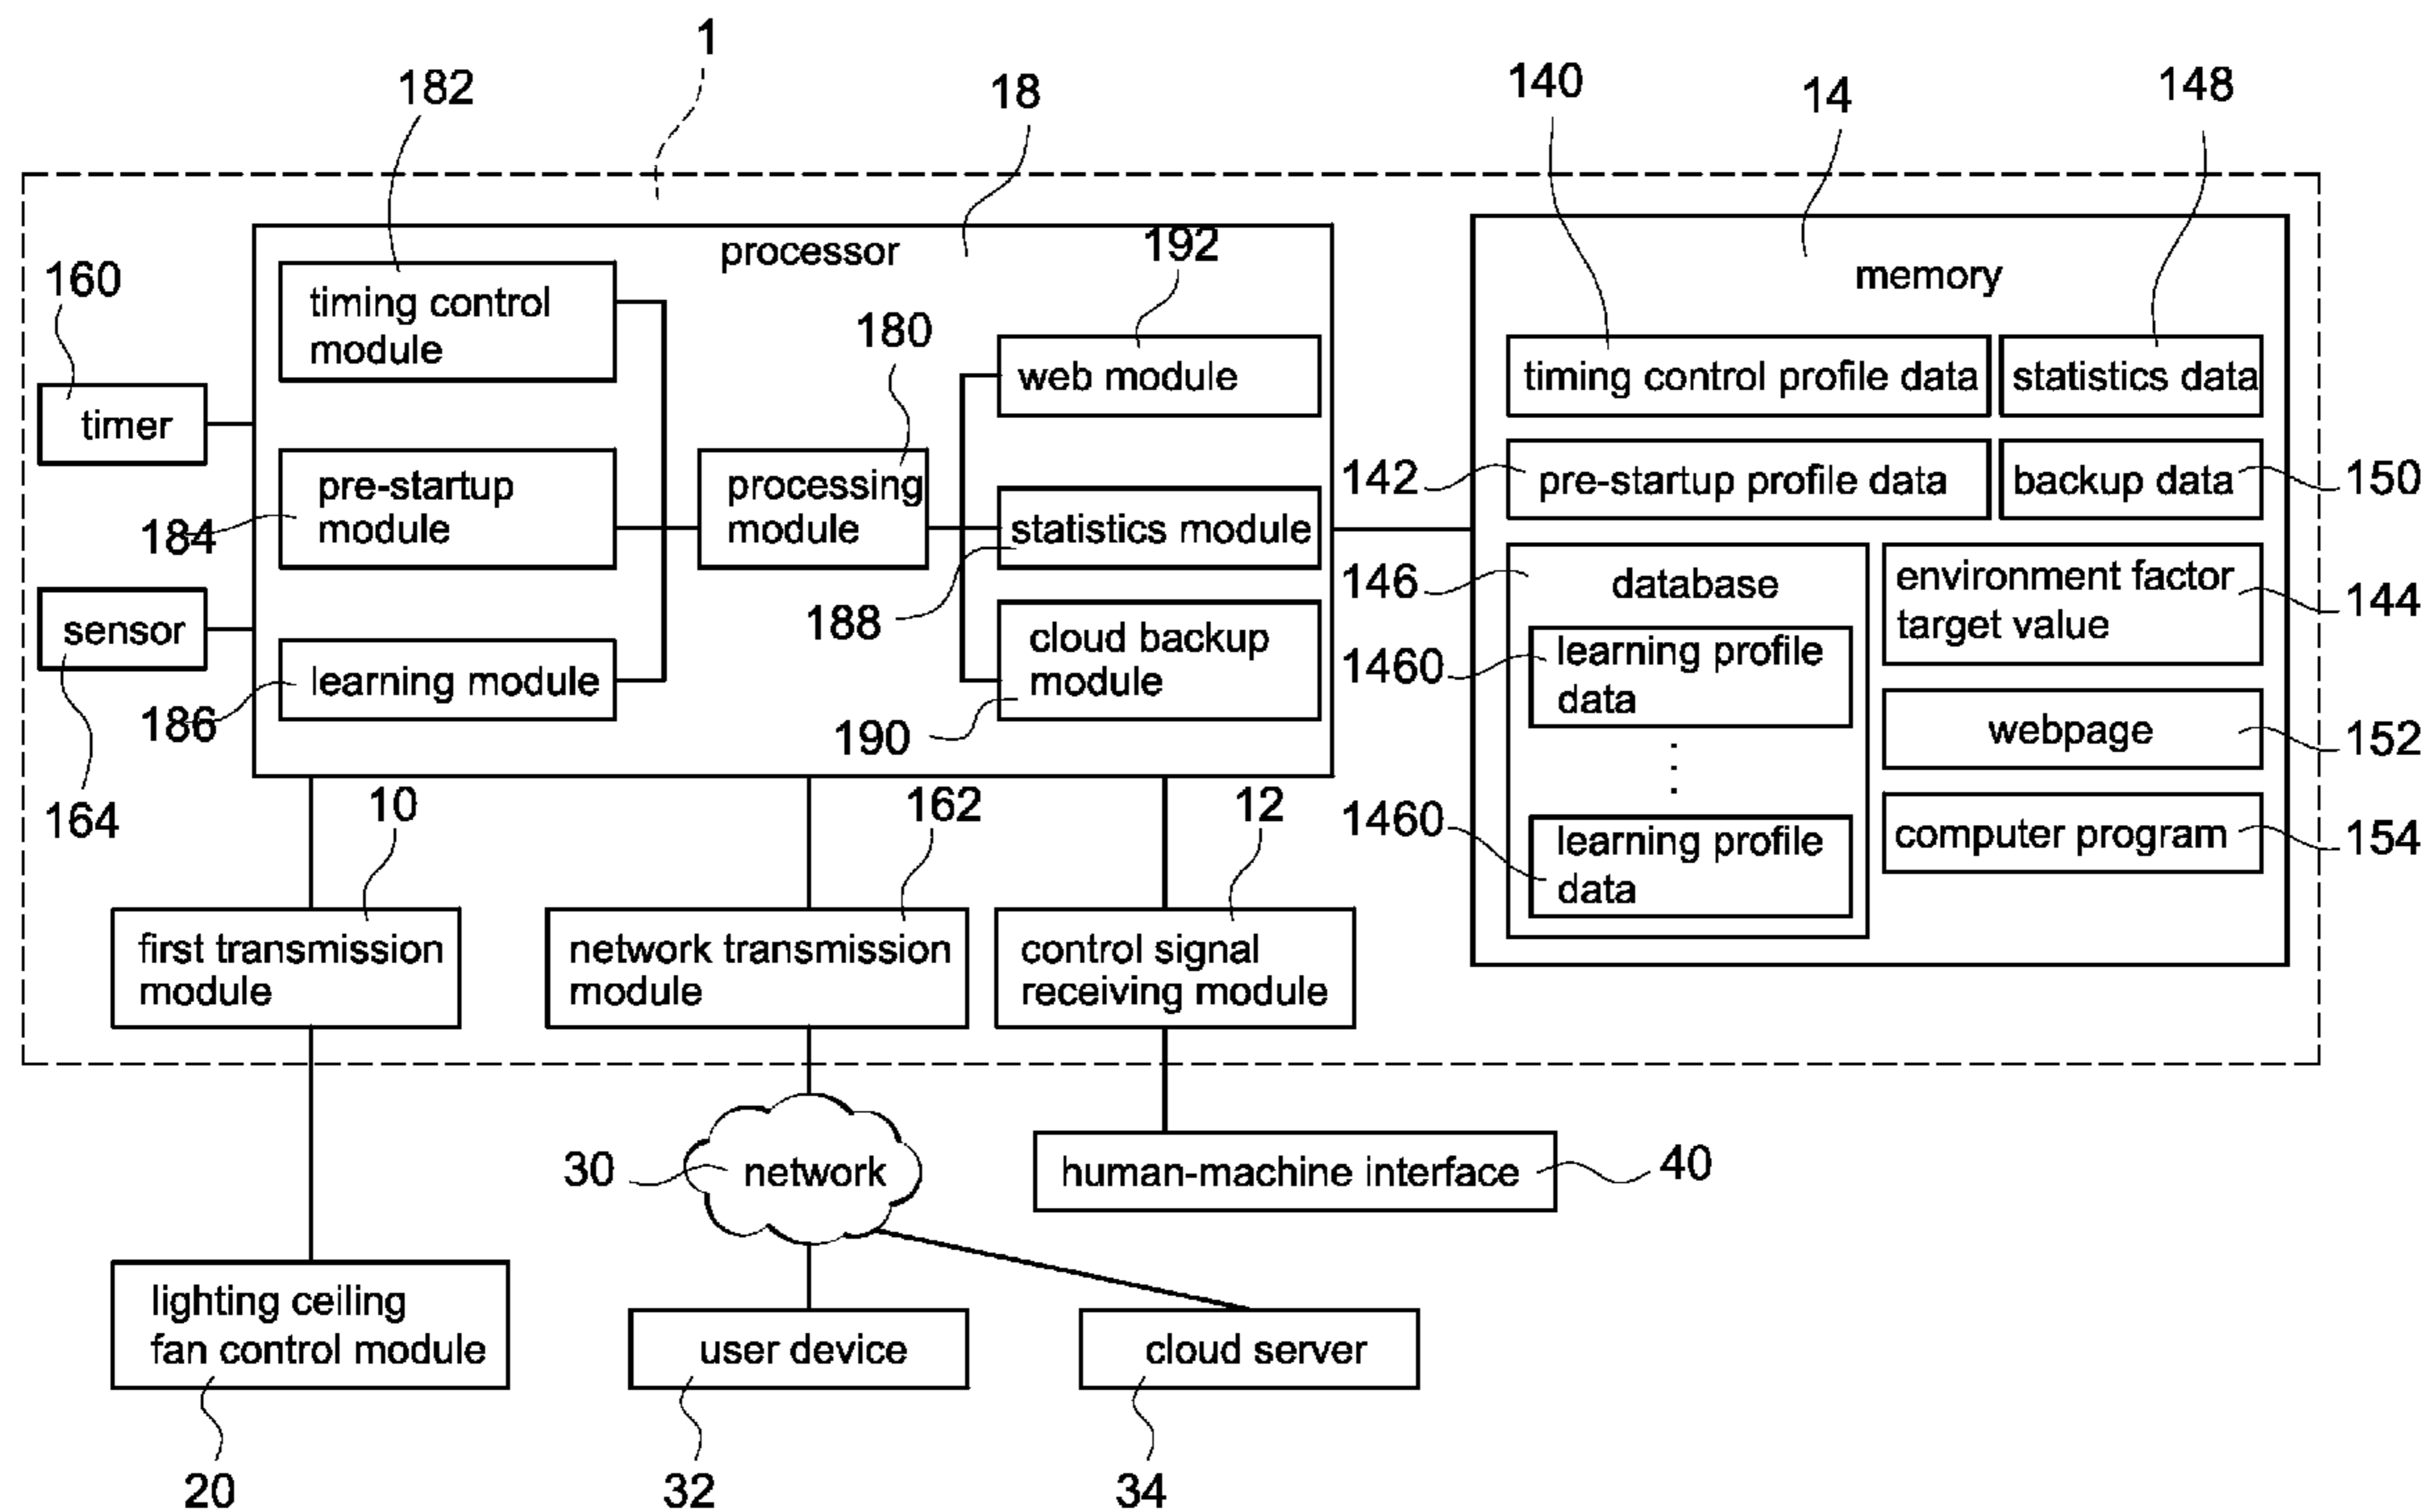 1
182
18
140
14
148
processor
192
memory
160
timing control
module
180
web module
timing control profile data
statistics data
timer
pre-startup
module
184
processing
module
statistics module
142
pre-startup profile data
backup data
150
sensor
188
146
database
environment factor
target value
144
learning module
186
cloud backup
module
190
1460
learning profile
data
webpage
152
164
10
162
12
1460
learning profile
data
computer program
154
first transmission
module
network transmission
module
control signal
receiving module
30
network
human-machine interface
40
lighting ceiling
fan control module
user device
cloud server
20
32
34